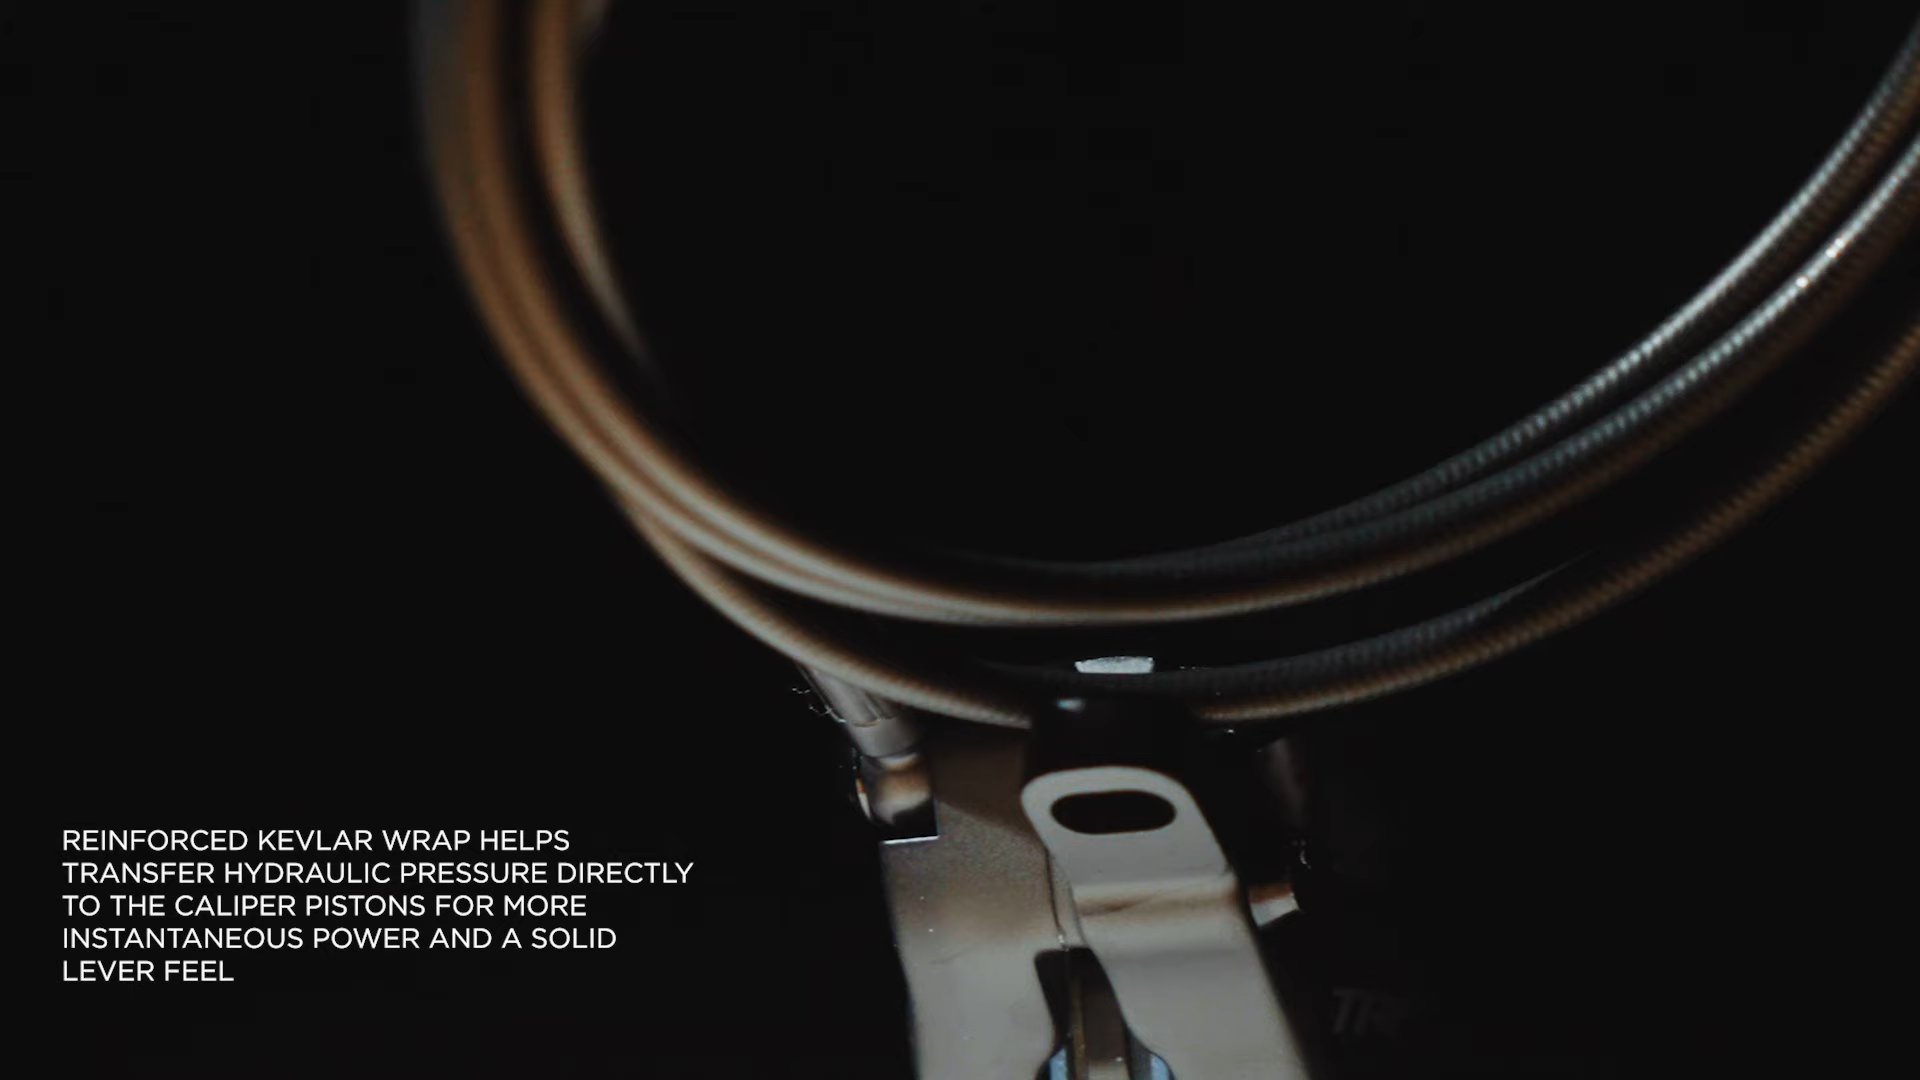 REINFORCED KEVLAR WRAP HELPS
TRANSFER HYDRAULIC PRESSURE DIRECTLY
TO THE CALIPER PISTONS FOR MORE
INSTANTANEOUS POWER AND A SOLID
LEVER FEEL